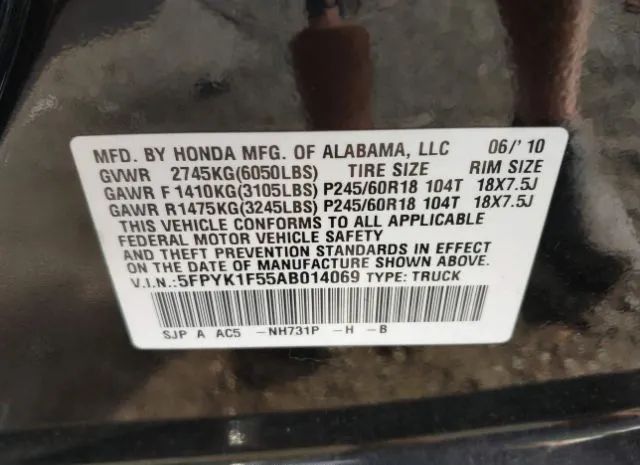 MFD. BY HONDA MFG. OF ALABAMA, LLC 06/'10
GVWR 2745KG(6050LBS) TIRE SIZE RIM SIZE
GAWR F 1410KG(3105LBS) P245/60R18 104T 18X7.5J
GAWR R1475KG(3245LBS) P245/60R18 104T 18X7.5J
THIS VEHICLE CONFORMS TO ALL APPLICABLE
FEDERAL MOTOR VEHICLE SAFETY
AND THEFT PREVENTION STANDARDS IN EFFECT
ON THE DATE OF MANUFACTURE SHOWN ABOVE.
V.I.N.:5FPYK1F55AB014069 TYPE: TRUCK
SJP A AC5 -NH731P -H -B